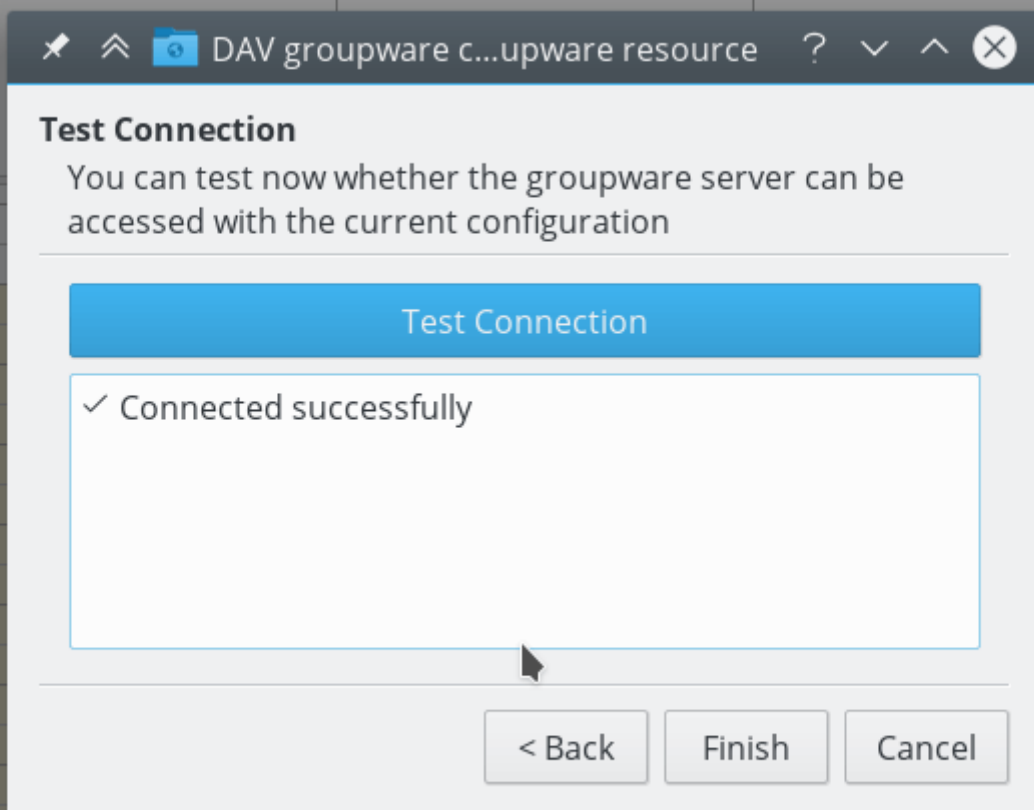 DAV groupware c...upware resource
Test Connection
You can test now whether the groupware server can be
accessed with the current configuration
Test Connection
Connected successfully
< Back
Finish
Cancel